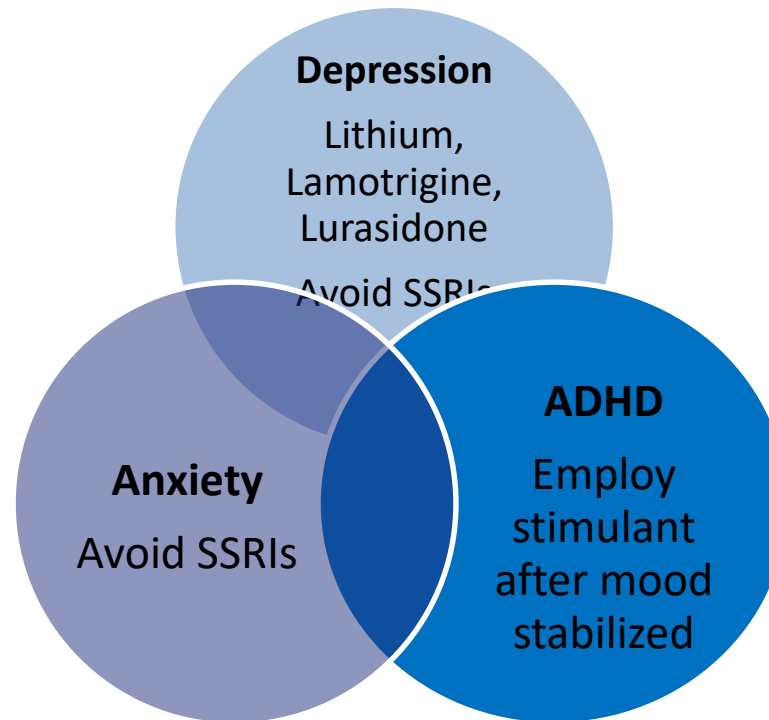 Depression
Lithium,
Lamotrigine,
Lurasidone
Avoid SSRIs
Anxiety
Avoid SSRIs
ADHD
Employ
stimulant
after mood
stabilized